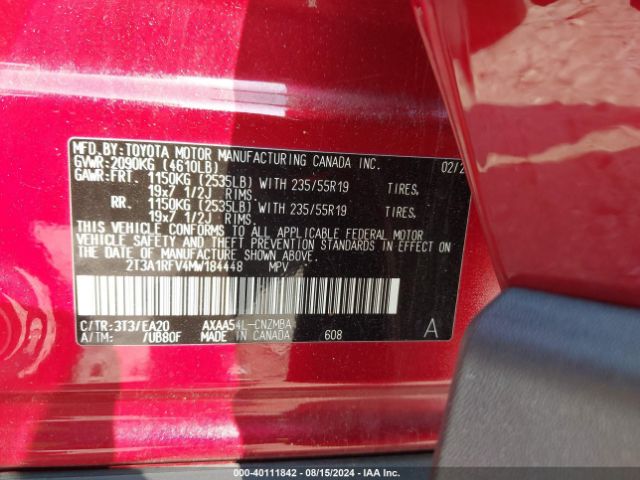 MFD.BY:TOYOTA MOTOR MANUFACTURING CANADA INC. 02/2
GVWR:2090KG (4610LB)
GAWR:FRT. 1150KG (2535LB) WITH 235/55R19 TIRES,
19x7 1/2J RIMS
RR. 1150KG (2535LB) WITH 235/55R19 TIRES,
19x7 1/2J RIMS
THIS VEHICLE CONFORMS TO ALL APPLICABLE FEDERAL MOTOR
VEHICLE SAFETY AND THEFT PREVENTION STANDARDS IN EFFECT
ON THE DATE OF MANUFACTURE SHOWN ABOVE.
2T3A1RFV4MW184448 MPV
C/TR:3T3/EA20 AXAA54L-CNZMBA
A/TM: /UB80F MADE IN CANADA 608
A
000-40111842 - 08/15/2024 - IAA Inc.